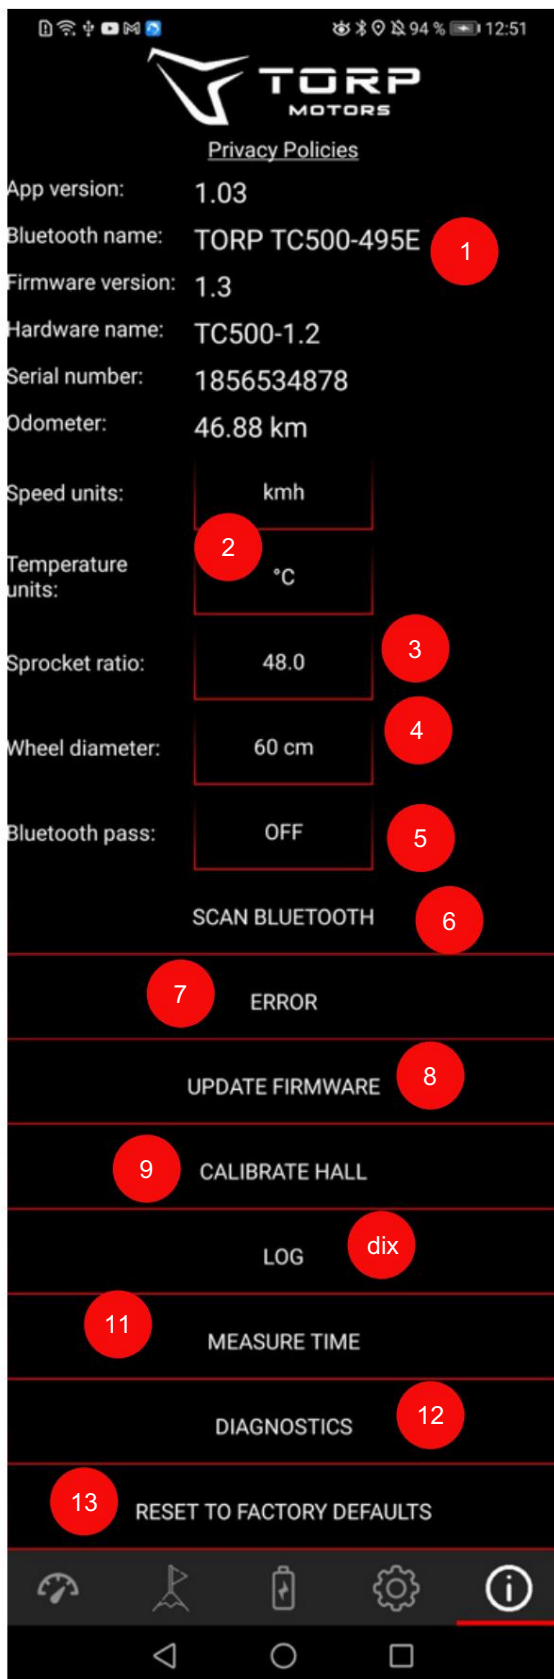 94 % 12:51
TORP
MOTORS
Privacy Policies
App version: 1.03
Bluetooth name: TORP TC500-495E 1
Firmware version: 1.3
Hardware name: TC500-1.2
Serial number: 1856534878
Odometer: 46.88 km
Speed units: kmh
2
Temperature
units: °C
Sprocket ratio: 48.0 3
Wheel diameter: 60 cm 4
Bluetooth pass: OFF 5
SCAN BLUETOOTH 6
7 ERROR
UPDATE FIRMWARE 8
9 CALIBRATE HALL
LOG dix
11 MEASURE TIME
DIAGNOSTICS 12
13 RESET TO FACTORY DEFAULTS